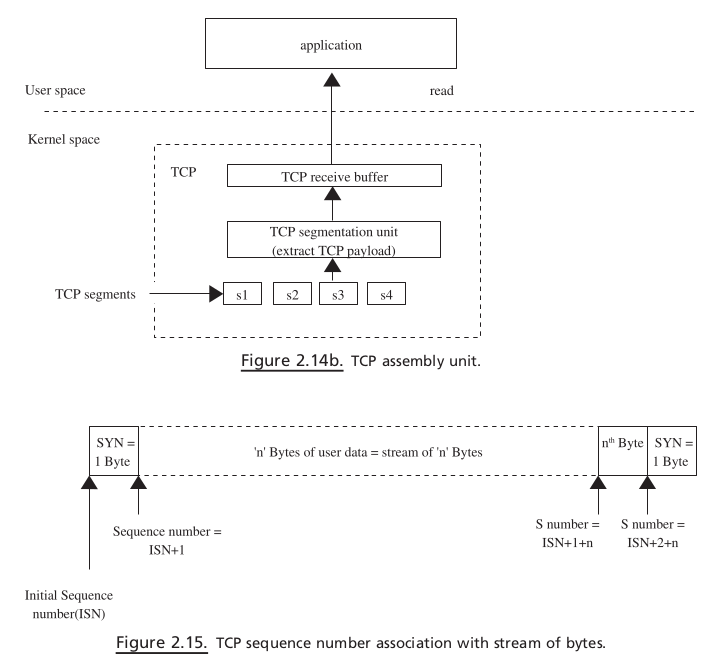 application
User space
read
Kernel space
TCP
TCP receive buffer
TCP segmentation unit
(extract TCP payload)
TCP segments
s1 s2 s3 s4
Figure 2.14b. TCP assembly unit.
SYN =
1 Byte
'n' Bytes of user data = stream of 'n' Bytes
nth Byte
SYN =
1 Byte
Sequence number =
ISN+1
S number =
ISN+1+n
S number =
ISN+2+n
Initial Sequence
number(ISN)
Figure 2.15. TCP sequence number association with stream of bytes.